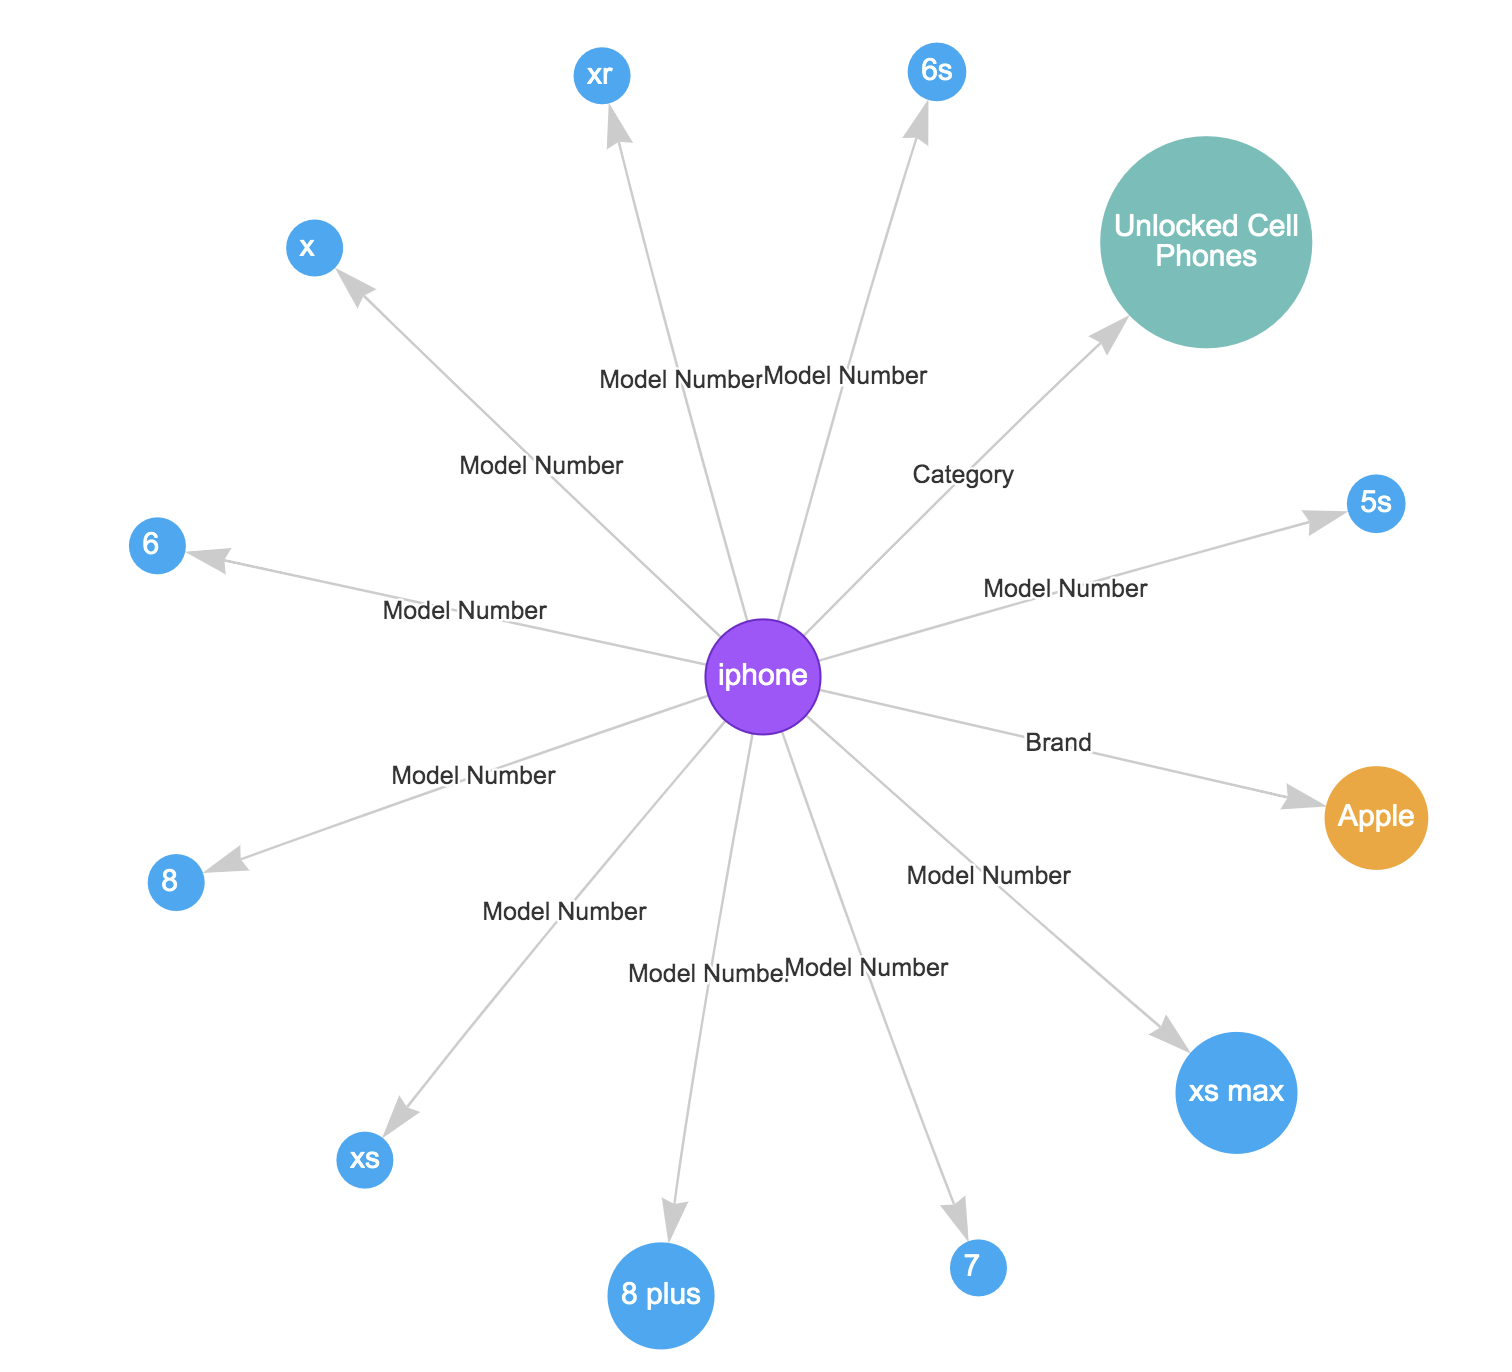 xr
6s
Unlocked Cell
Phones
x
Model Number
Model Number
Model Number
Category
5s
6
Model Number
Model Number
iphone
Brand
Model Number
Apple
8
Model Number
Model Number
Model Number
Model Number
xs max
xs
8 plus
7